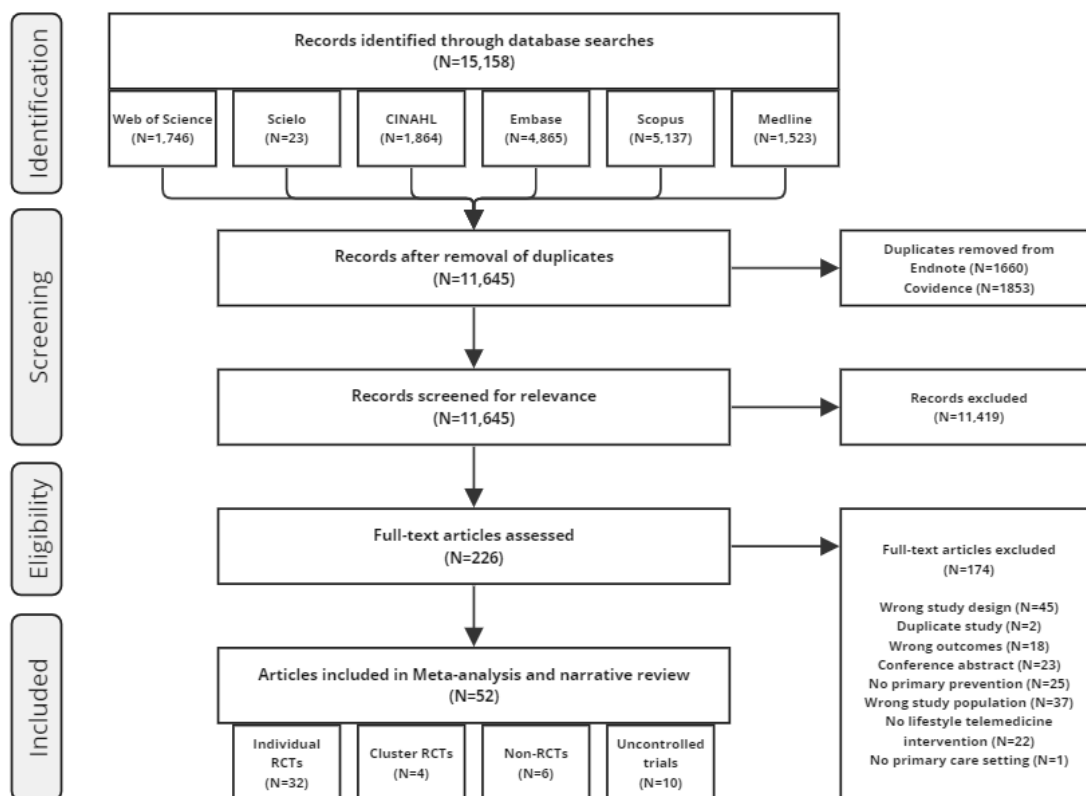 Identification
Records identified through database searches
(N=15,158)
Web of Science
(N=1,746)
Scielo
(N=23)
CINAHL
(N=1,864)
Embase
(N=4,865)
Scopus
(N=5,137)
Medline
(N=1,523)
Screening
Records after removal of duplicates
(N=11,645)
Duplicates removed from
Endnote (N=1660)
Covidence (N=1853)
Records screened for relevance
(N=11,645)
Records excluded
(N=11,419)
Eligibility
Full-text articles assessed
(N=226)
Full-text articles excluded
(N=174)
Wrong study design (N=45)
Duplicate study (N=2)
Wrong outcomes (N=18)
Conference abstract (N=23)
No primary prevention (N=25)
Wrong study population (N=37)
No lifestyle telemedicine
intervention (N=22)
No primary care setting (N=1)
Included
Articles included in Meta-analysis and narrative review
(N=52)
Individual
RCTs
(N=32)
Cluster RCTs
(N=4)
Non-RCTs
(N=6)
Uncontrolled
trials
(N=10)